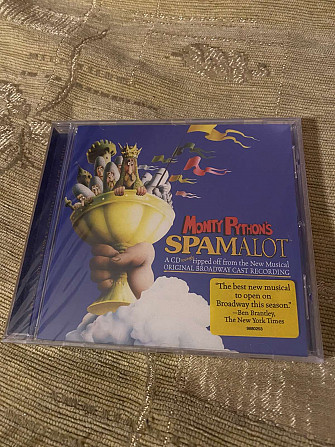 MONTY PYTHON'S
SPAMALOT
A CD ripped off from the New Musical
ORIGINAL BROADWAY CAST RECORDING
"The best new musical
to open on
Broadway this season."
–Ben Brantley,
The New York Times